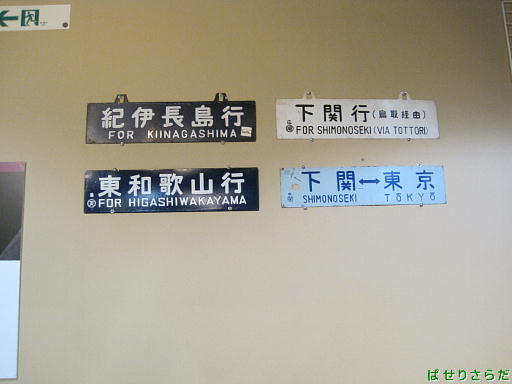 紀伊長島行
FOR KIINAGASHIMA
下関行(鳥取経由)
FOR SHIMONOSEKI (VIA TOTTORI)
東和歌山行
FOR HIGASHIWAKAYAMA
下関↔東京
SHIMONOSEKI TŌKYŌ
ぱせりさらだ